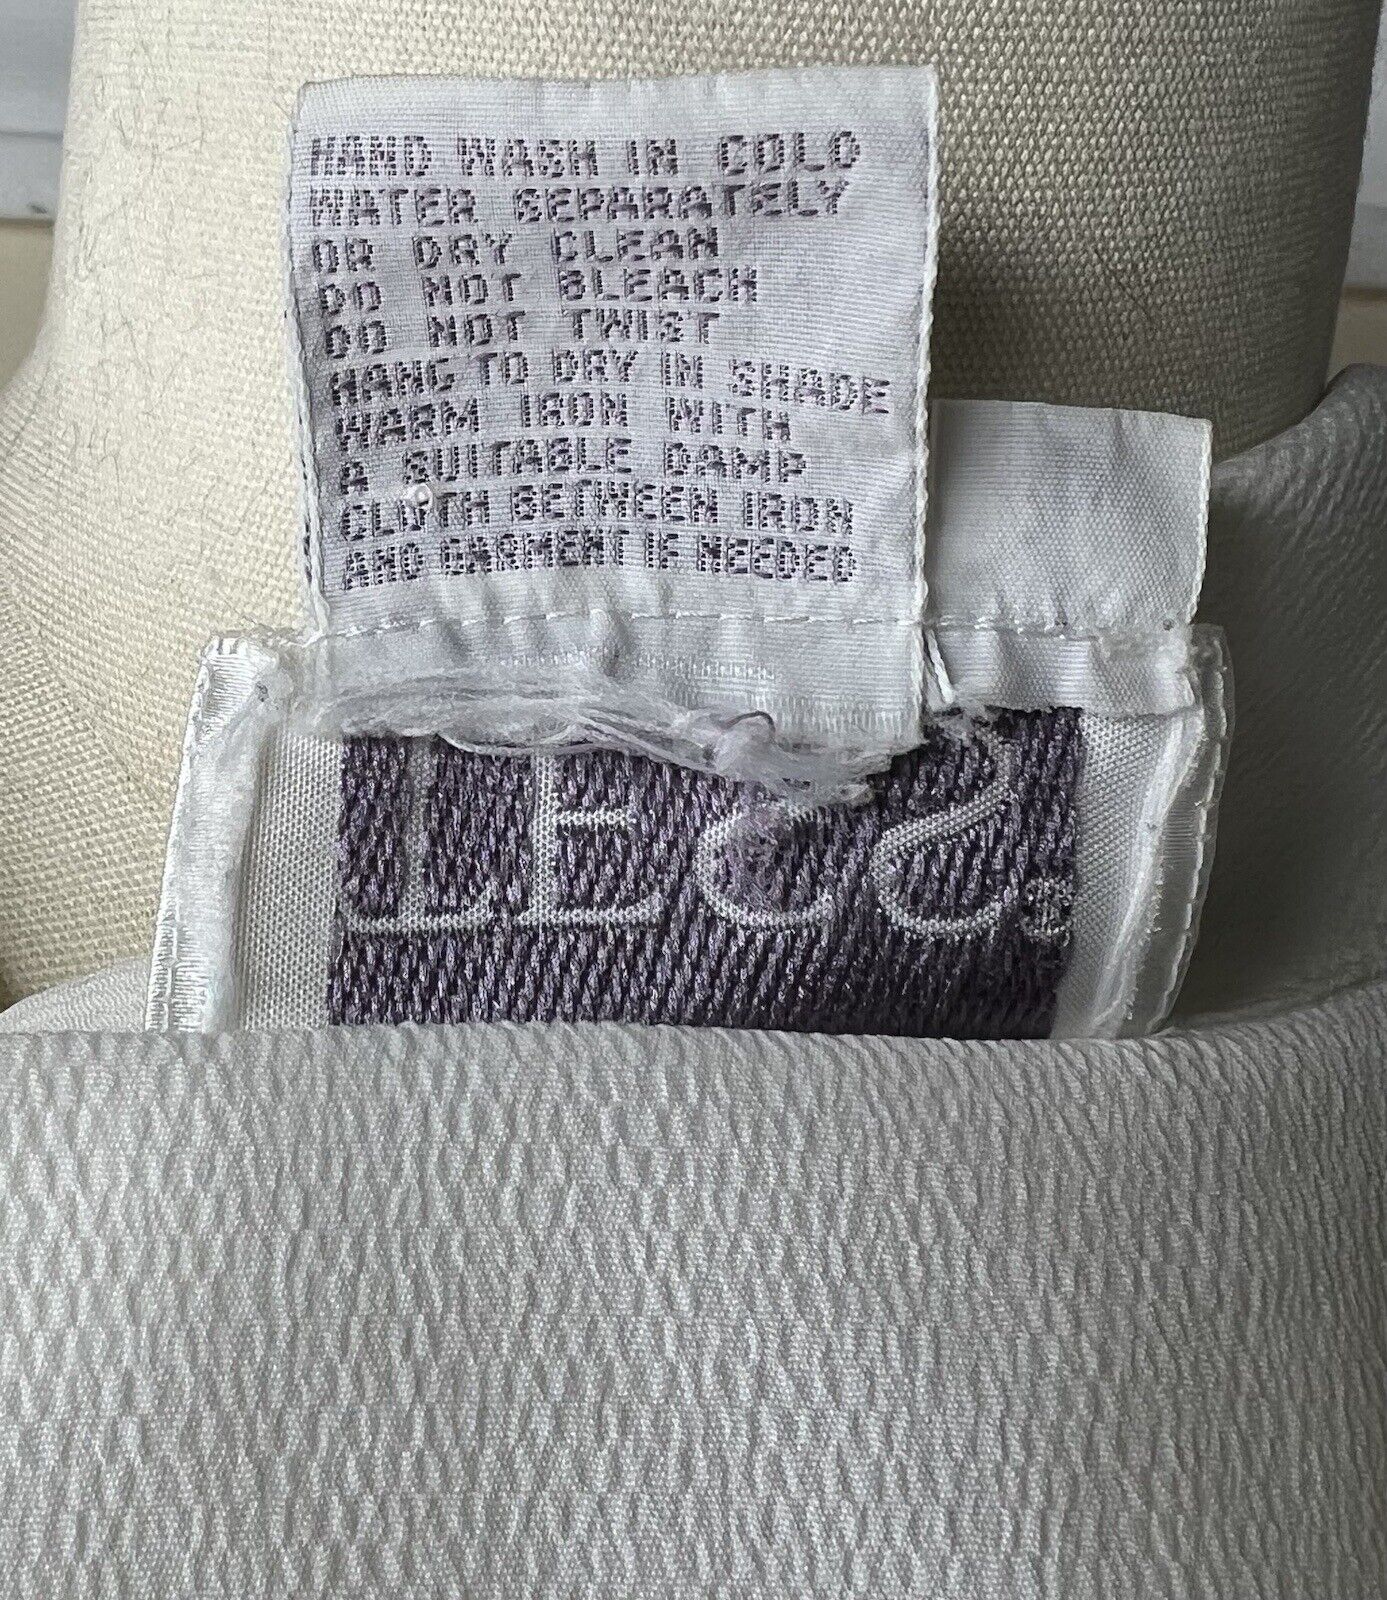 HAND WASH IN COLD
WATER SEPARATELY
OR DRY CLEAN
DO NOT BLEACH
DO NOT TWIST
HANG TO DRY IN SHADE
WARM IRON WITH
A SUITABLE DAMP
CLOTH BETWEEN IRON
AND GARMENT IF NEEDED